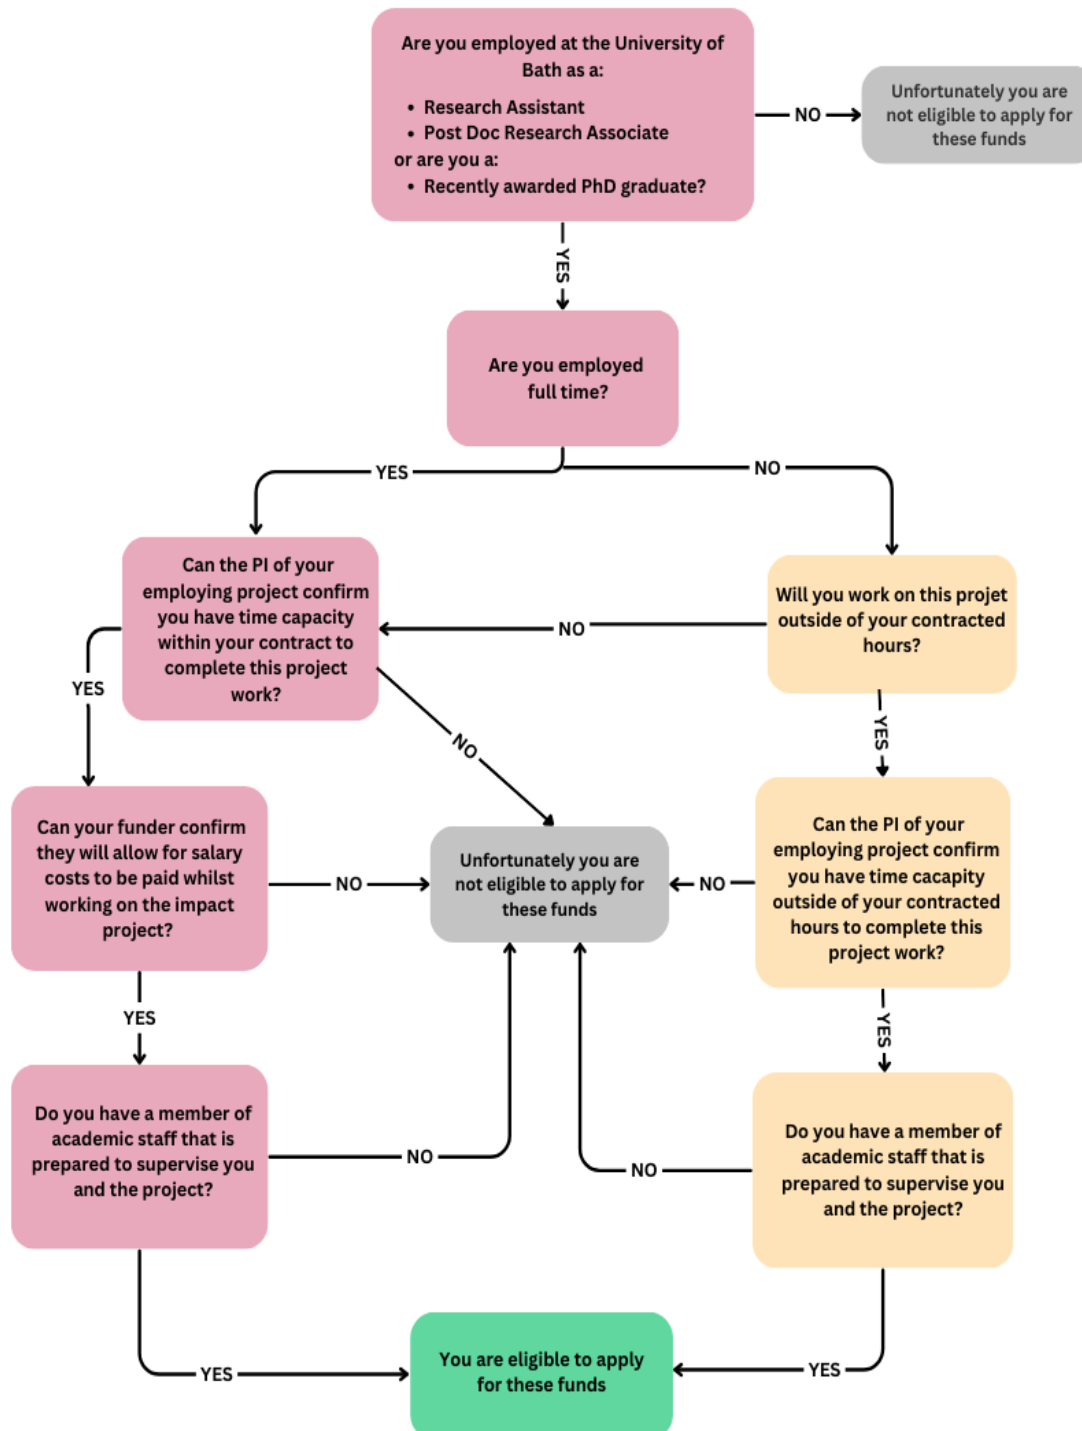 Are you employed at the University of
Bath as a:
• Research Assistant
• Post Doc Research Associate
or are you a:
• Recently awarded PhD graduate?
NO
Unfortunately you are
not eligible to apply for
these funds
YES
Are you employed
full time?
YES
NO
Can the PI of your
employing project confirm
you have time capacity
within your contract to
complete this project
work?
NO
Will you work on this projet
outside of your contracted
hours?
YES
NO
YES
Can your funder confirm
they will allow for salary
costs to be paid whilst
working on the impact
project?
NO
Unfortunately you are
not eligible to apply for
these funds
NO
Can the PI of your
employing project confirm
you have time cacapity
outside of your contracted
hours to complete this
project work?
YES
YES
Do you have a member of
academic staff that is
prepared to supervise you
and the project?
NO
NO
Do you have a member of
academic staff that is
prepared to supervise you
and the project?
YES
You are eligible to apply
for these funds
YES